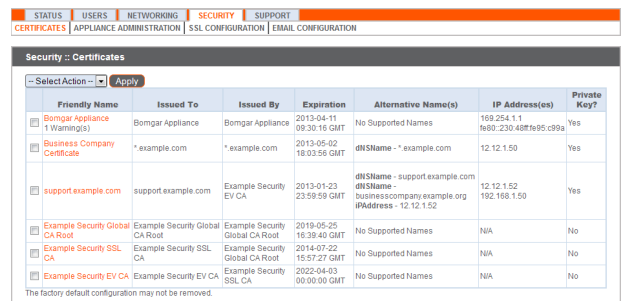 STATUS USERS NETWORKING SECURITY SUPPORT
CERTIFICATES APPLIANCE ADMINISTRATION SSL CONFIGURATION EMAIL CONFIGURATION
Security :: Certificates
-- Select Action -- Apply
Friendly Name Issued To Issued By Expiration Alternative Name(s) IP Address(es) Private Key?
Bomgar Appliance
1 Warning(s) Bomgar Appliance Bomgar Appliance 2013-04-11
09:30:16 GMT No Supported Names 169.254.1.1
fe80::230:48ff:fe95:c99a Yes
Business Company
Certificate *.example.com *.example.com 2013-05-02
18:03:56 GMT dNSName - *.example.com 12.12.1.50 Yes
support.example.com support.example.com Example Security
EV CA 2013-01-23
23:59:59 GMT dNSName - support.example.com
dNSName -
businesscompany.example.org
iPAddress - 12.12.1.52 12.12.1.52
192.168.1.50 Yes
Example Security Global
CA Root Example Security Global
CA Root Example Security
Global CA Root 2019-05-25
16:39:40 GMT No Supported Names N/A No
Example Security SSL
CA Example Security SSL
CA Example Security
Global CA Root 2014-07-22
15:57:27 GMT No Supported Names N/A No
Example Security EV CA Example Security EV CA Example Security
SSL CA 2022-04-03
00:00:00 GMT No Supported Names N/A No
The factory default configuration may not be removed.